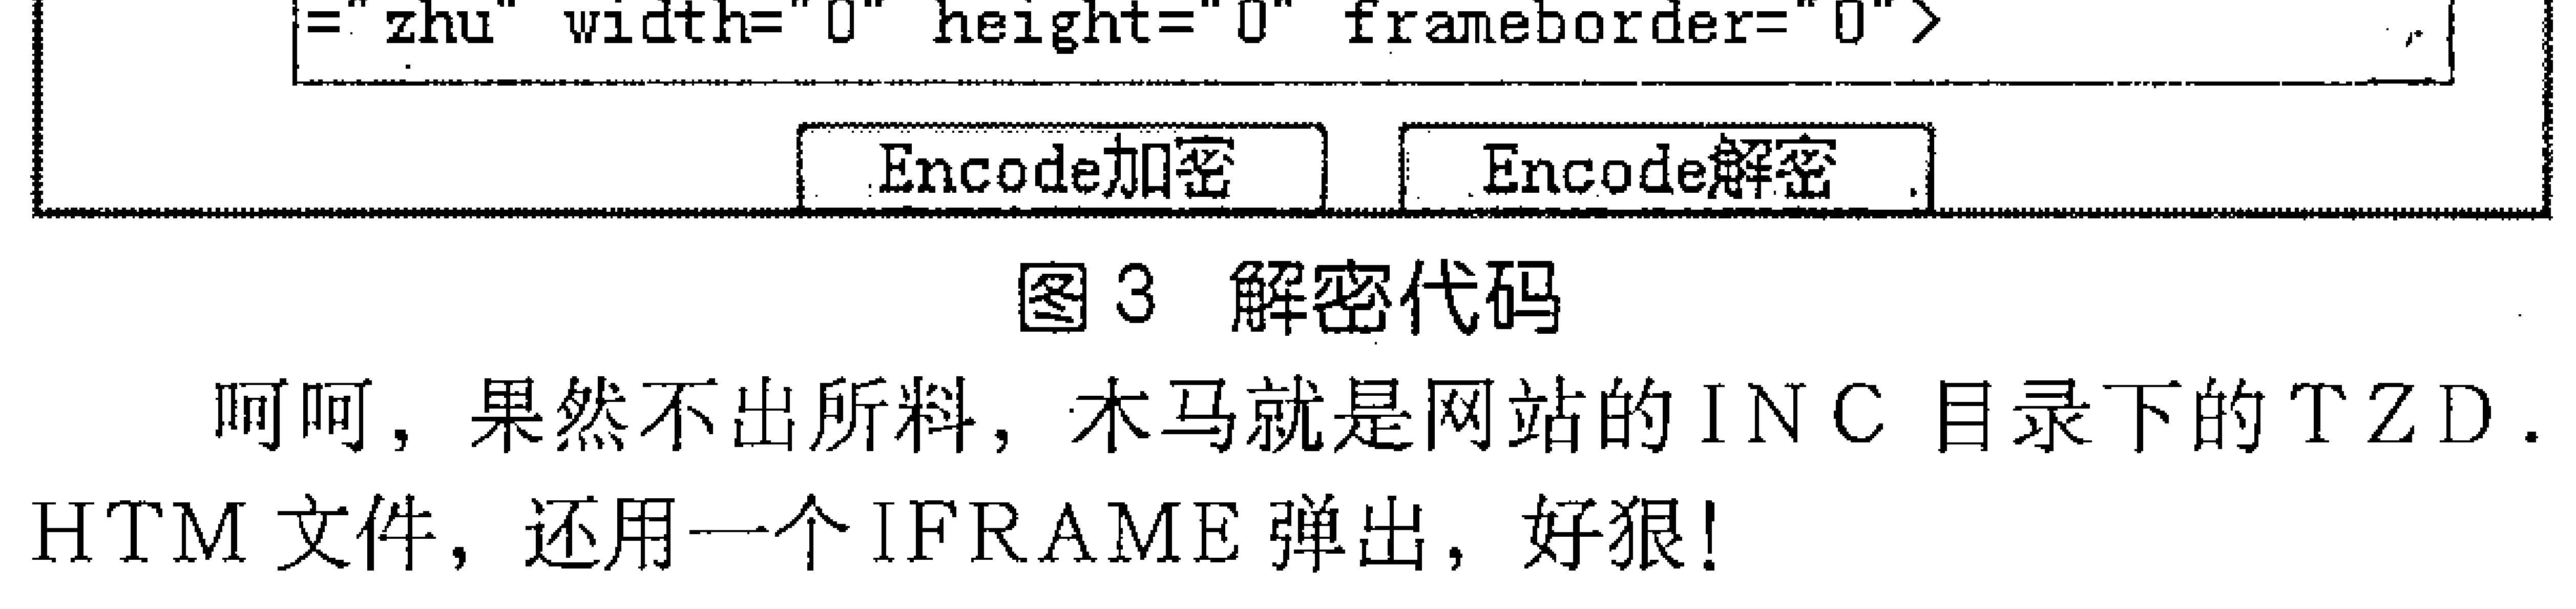 ="zhu" width="0" height="0" frameborder="0">
Encode加密 Encode解密
图3 解密代码
呵呵，果然不出所料，木马就是网站的INC目录下的TZD.
HTM文件，还用一个IFRAME弹出，好狠！